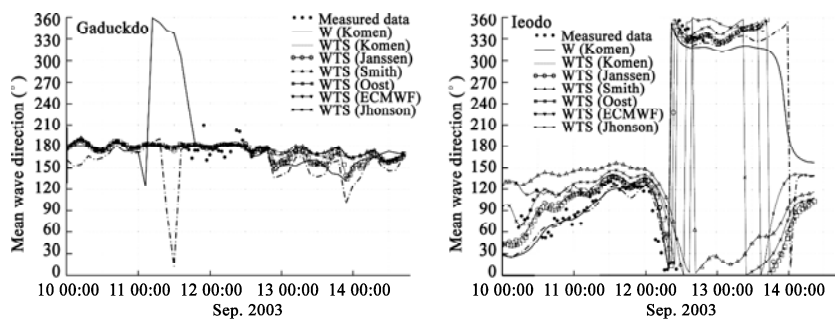 Gaduckdo
Measured data
W (Komen)
WTS (Komen)
WTS (Janssen)
WTS (Smith)
WTS (Oost)
WTS (ECMWF)
WTS (Jhonson)
Mean wave direction (°)
360
330
300
270
240
210
180
150
120
90
60
30
0
10 00:00 11 00:00 12 00:00 13 00:00 14 00:00
Sep. 2003
Ieodo
Measured data
W (Komen)
WTS (Komen)
WTS (Janssen)
WTS (Smith)
WTS (Oost)
WTS (ECMWF)
WTS (Jhonson)
Mean wave direction (°)
360
330
300
270
240
210
180
150
120
90
60
30
0
10 00:00 11 00:00 12 00:00 13 00:00 14 00:00
Sep. 2003